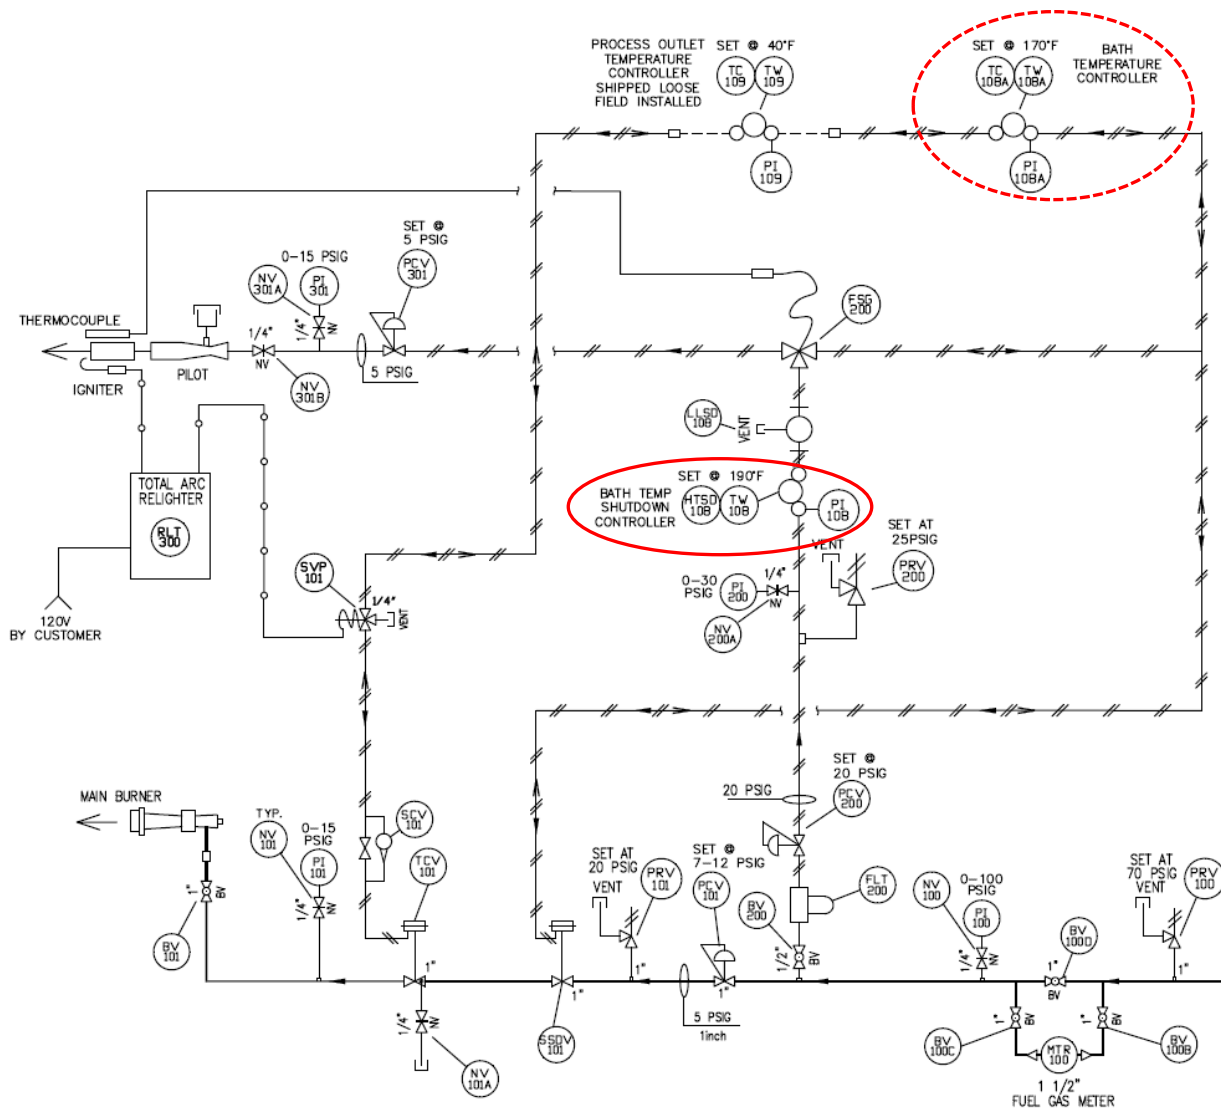 PROCESS OUTLET
TEMPERATURE
CONTROLLER
SHIPPED LOOSE
FIELD INSTALLED
SET @ 40°F
TC
109
TW
109
PI
109
SET @ 170°F
TC
108A
TW
108A
BATH
TEMPERATURE
CONTROLLER
PI
108A
SET @
5 PSIG
PCV
301
0-15 PSIG
NV
301A
PI
301
1/4"
NV
THERMOCOUPLE
1/4"
NV
5 PSIG
PILOT
IGNITER
NV
301B
FSG
200
LLSD
108
VENT
TOTAL ARC
RELIGHTER
RLT
300
120V
BY CUSTOMER
SET @ 190°F
BATH TEMP
SHUTDOWN
CONTROLLER
HTSD
108
TW
108
PI
108
SET AT
25PSIG
VENT
PRV
200
SVP
101
1/4"
VENT
0-30
PSIG
PI
200
1/4"
NV
NV
200A
SET @
20 PSIG
PCV
200
20 PSIG
MAIN BURNER
TYP.
NV
101
0-15
PSIG
PI
101
1/4"
NV
SCV
101
TCV
101
SET AT
20 PSIG
VENT
PRV
101
SET @
7-12 PSIG
PCV
101
BV
200
FLT
200
1/2"
BV
NV
100
0-100
PSIG
PI
100
1/4"
NV
SET AT
70 PSIG
VENT
PRV
100
BV
100D
1"
BV
1"
BV
BV
101
1"
1"
1"
1/4"
NV
NV
101A
SSDV
101
5 PSIG
1inch
1"
BV
1"
BV
BV
100C
MTR
100
BV
100B
1 1/2"
FUEL GAS METER